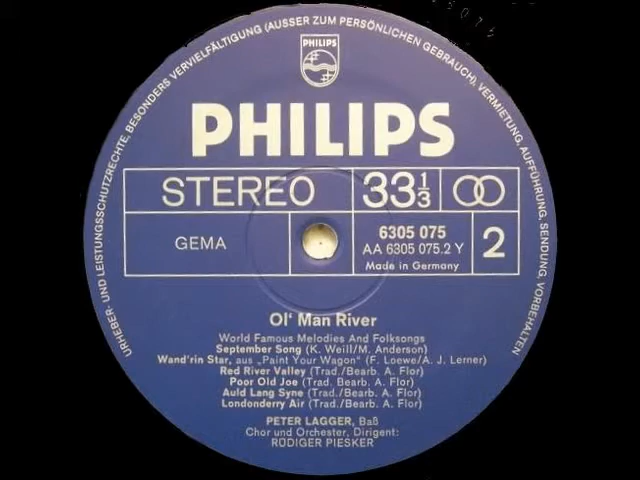 URHEBER- UND LEISTUNGSSCHUTZRECHTE, BESONDERS VERVIELFÄLTIGUNG (AUSSER ZUM PERSÖNLICHEN GEBRAUCH), VERMIETUNG, AUFFÜHRUNG, SENDUNG, VORBEHALTEN
PHILIPS
PHILIPS
STEREO 33 1/3
GEMA
6305 075
AA 6305 075.2 Y
Made in Germany
2
Ol' Man River
World Famous Melodies And Folksongs
September Song (K. Weill/M. Anderson)
Wand'rin Star, aus „Paint Your Wagon" (F. Loewe/A. J. Lerner)
Red River Valley (Trad./Bearb. A. Flor)
Poor Old Joe (Trad. Bearb. A. Flor)
Auld Lang Syne (Trad./Bearb. A. Flor)
Londonderry Air (Trad./Bearb. A. Flor)
PETER LAGGER, Baß
Chor und Orchester, Dirigent:
RÜDIGER PIESKER